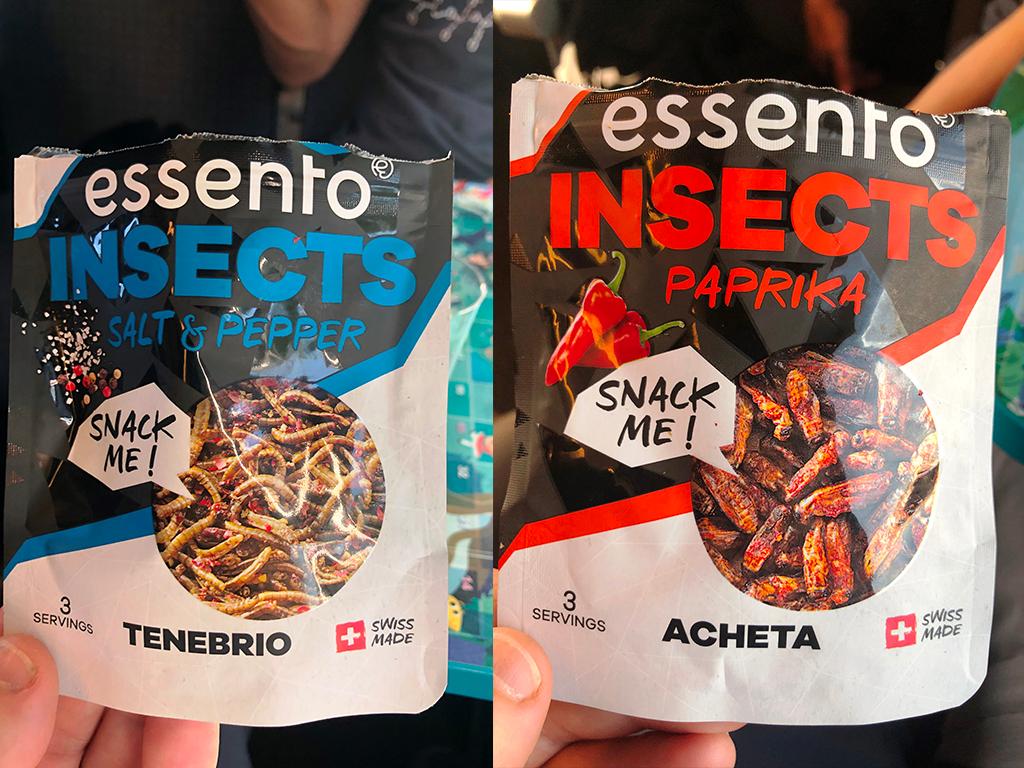 essento®
INSECTS
SALT & PEPPER
SNACK
ME!
3
SERVINGS
TENEBRIO
SWISS
MADE
essento®
INSECTS
PAPRIKA
SNACK
ME!
3
SERVINGS
ACHETA
SWISS
MADE